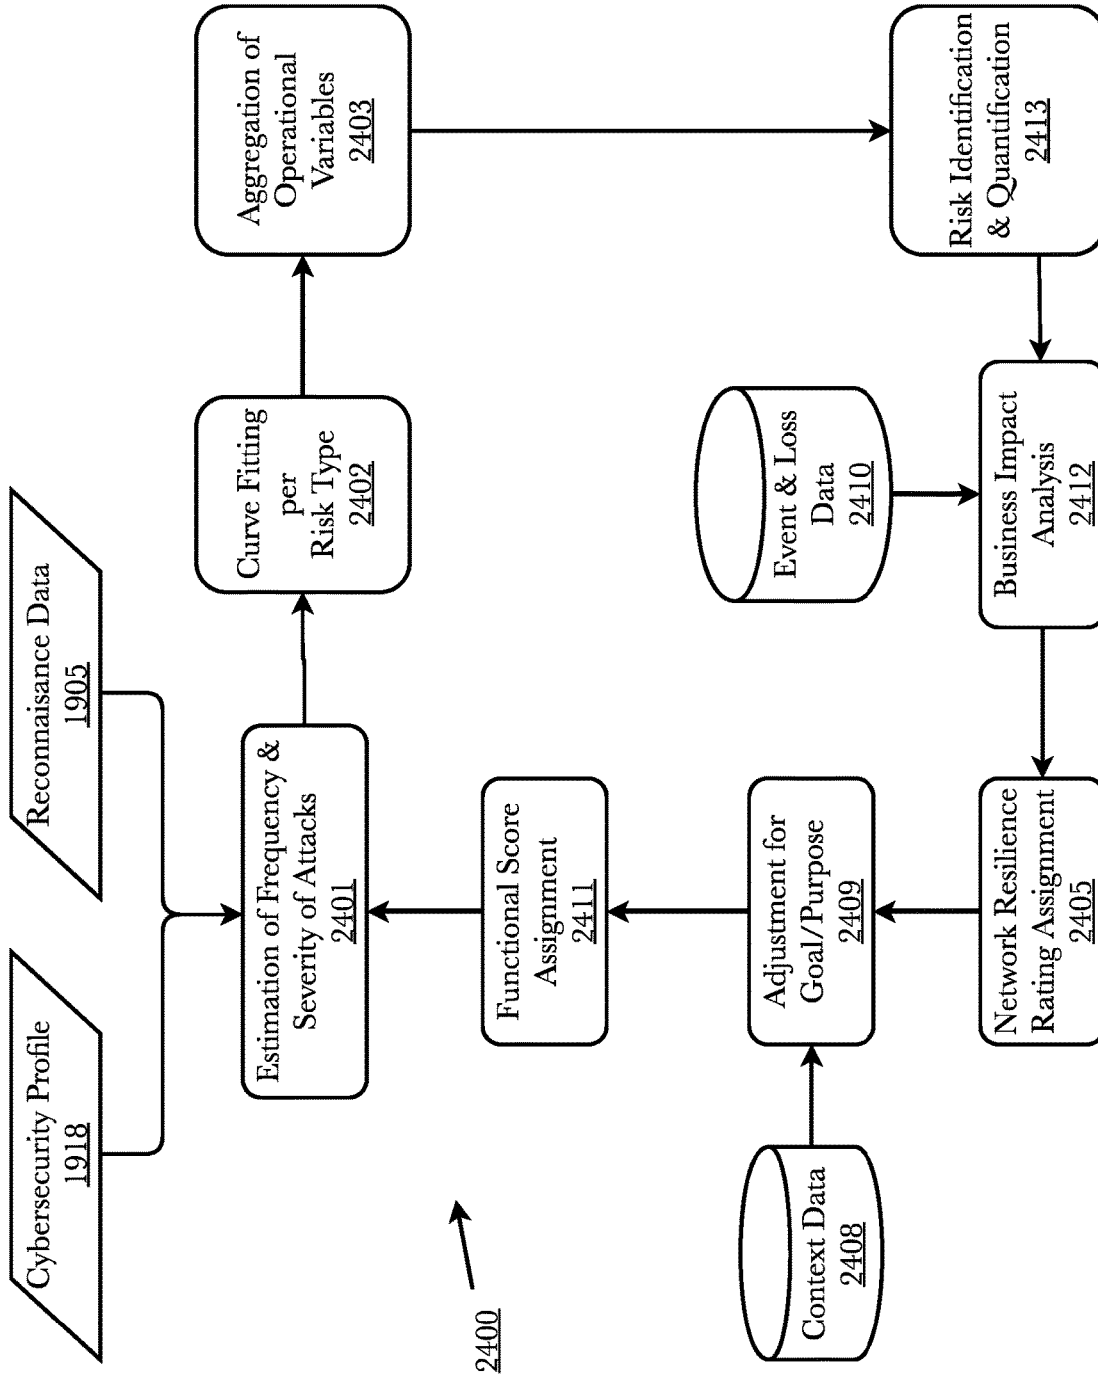 Cybersecurity Profile
1918
Reconnaisance Data
1905
Estimation of Frequency &
Severity of Attacks
2401
Curve Fitting
per
Risk Type
2402
Aggregation of
Operational
Variables
2403
Functional Score
Assignment
2411
2400
Context Data
2408
Adjustment for
Goal/Purpose
2409
Event & Loss
Data
2410
Risk Identification
& Quantification
2413
Network Resilience
Rating Assignment
2405
Business Impact
Analysis
2412